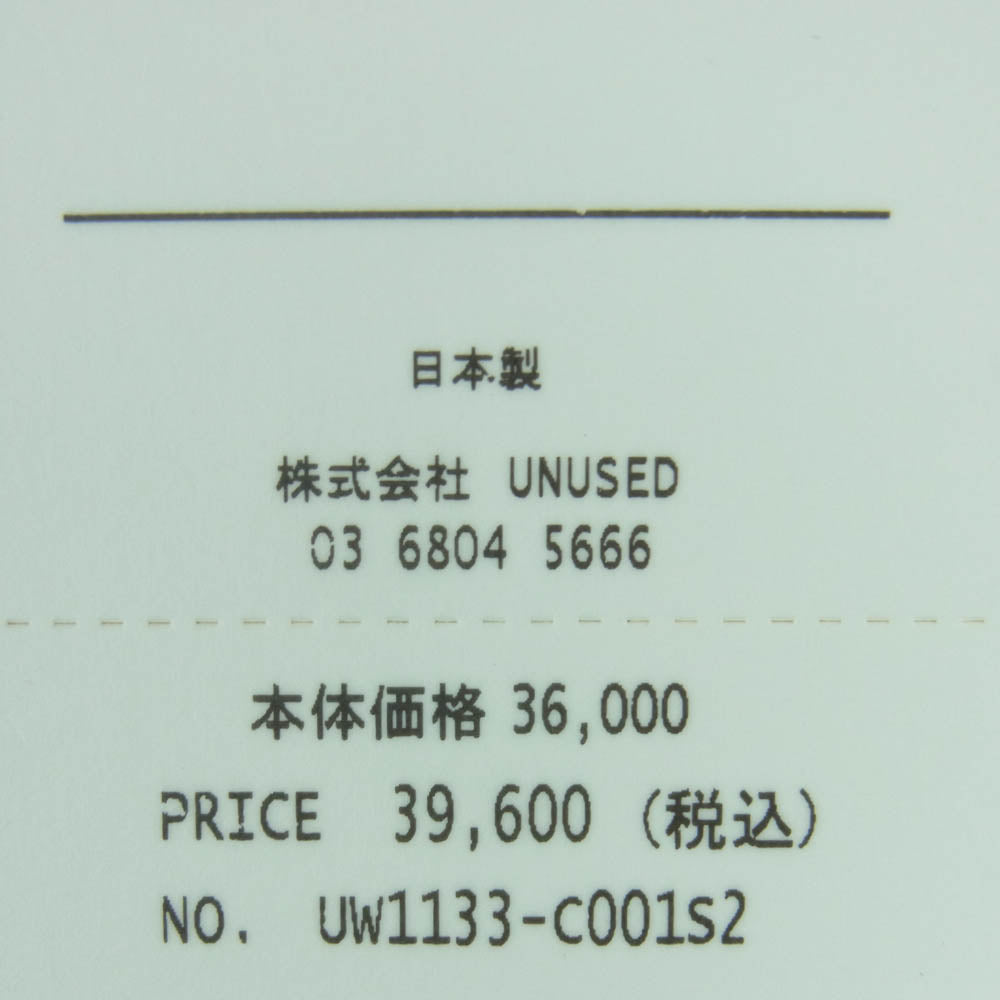 日本製
株式会社 UNUSED
03 6804 5666
本体価格 36,000
PRICE 39,600 (税込)
NO. UW1133-C001S2